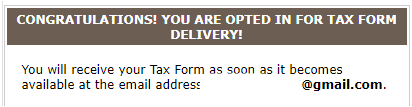 CONGRATULATIONS! YOU ARE OPTED IN FOR TAX FORM
DELIVERY!
You will receive your Tax Form as soon as it becomes
available at the email address @gmail.com.